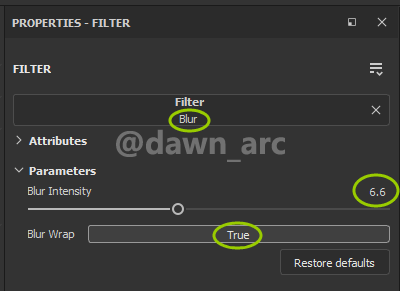 PROPERTIES - FILTER
FILTER
Filter
Blur
Attributes
@dawn_arc
Parameters
Blur Intensity
6.6
Blur Wrap
True
Restore defaults